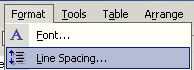 Format Tools Table Arrange
A Font...
Line Spacing...